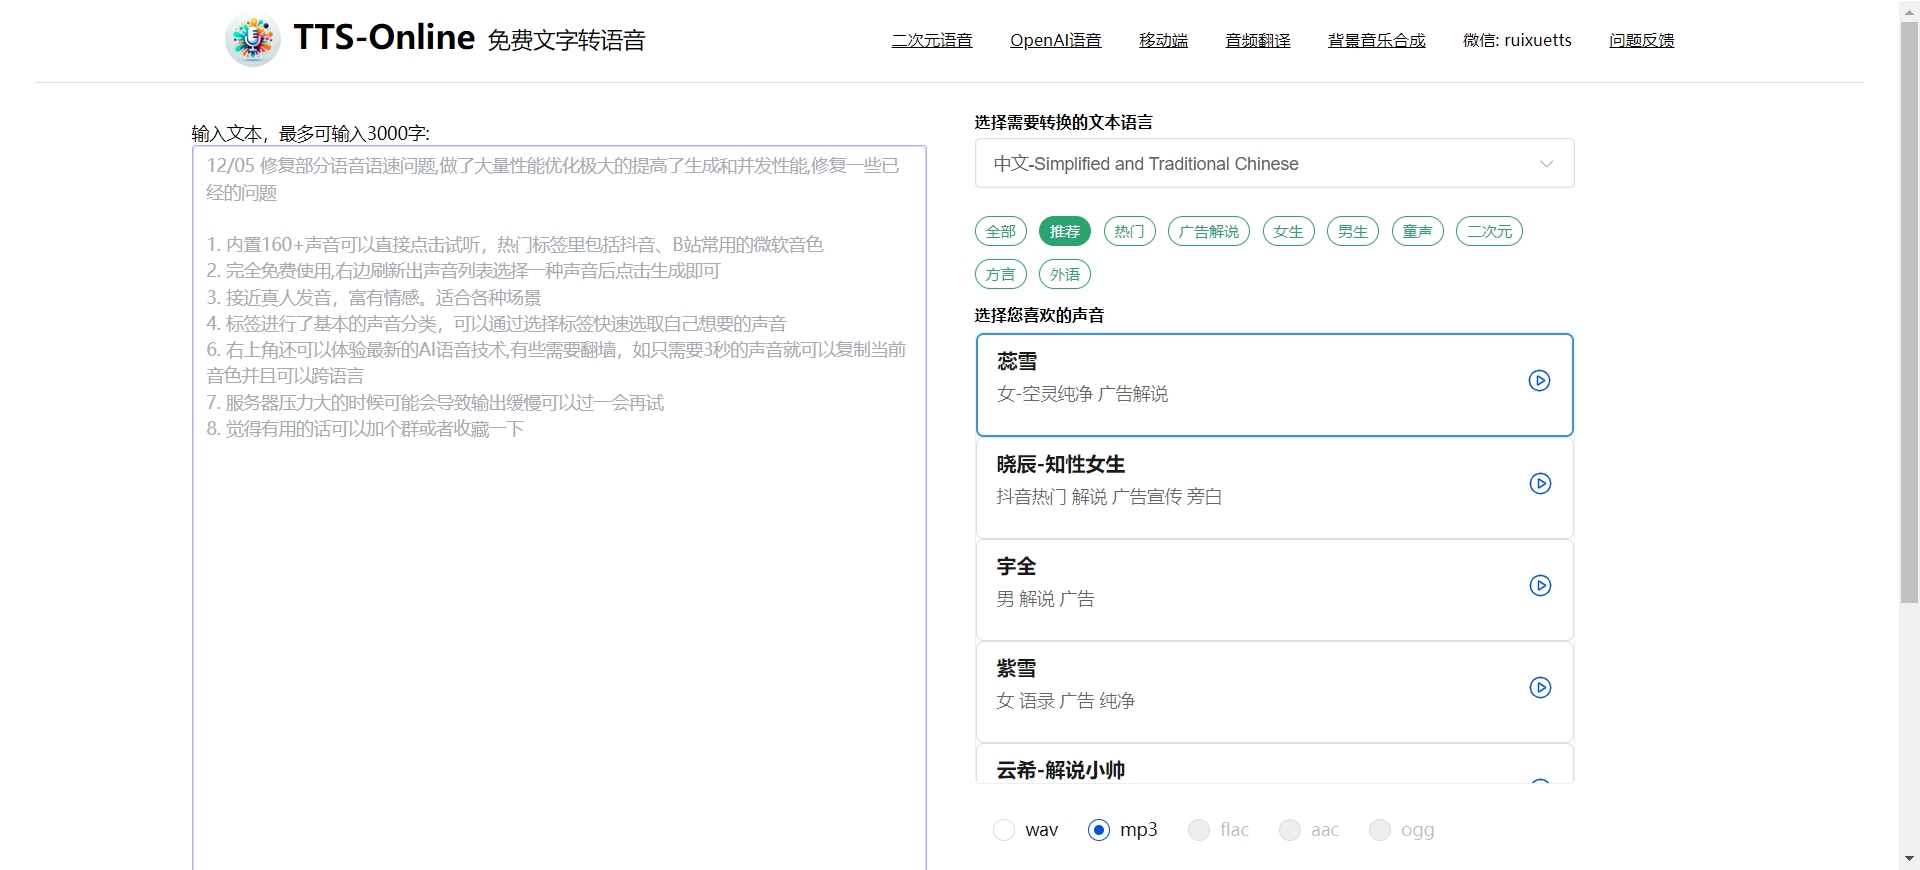 TTS-Online 免费文字转语音
二次元语音
OpenAI语音
移动端
音频翻译
背景音乐合成
微信: ruixuetts
问题反馈
输入文本，最多可输入3000字:
12/05 修复部分语音语速问题,做了大量性能优化极大的提高了生成和并发性能,修复一些已
经的问题
1. 内置160+声音可以直接点击试听，热门标签里包括抖音、B站常用的微软音色
2. 完全免费使用,右边刷新出声音列表选择一种声音后点击生成即可
3. 接近真人发音，富有情感。适合各种场景
4. 标签进行了基本的声音分类，可以通过选择标签快速选取自己想要的声音
6. 右上角还可以体验最新的AI语音技术,有些需要翻墙，如只需要3秒的声音就可以复制当前
音色并且可以跨语言
7. 服务器压力大的时候可能会导致输出缓慢可以过一会再试
8. 觉得有用的话可以加个群或者收藏一下
选择需要转换的文本语言
中文-Simplified and Traditional Chinese
全部
推荐
热门
广告解说
女生
男生
童声
二次元
方言
外语
选择您喜欢的声音
蕊雪
女-空灵纯净 广告解说
晓辰-知性女生
抖音热门 解说 广告宣传 旁白
宇全
男 解说 广告
紫雪
女 语录 广告 纯净
云希-解说小帅
wav
mp3
flac
aac
ogg